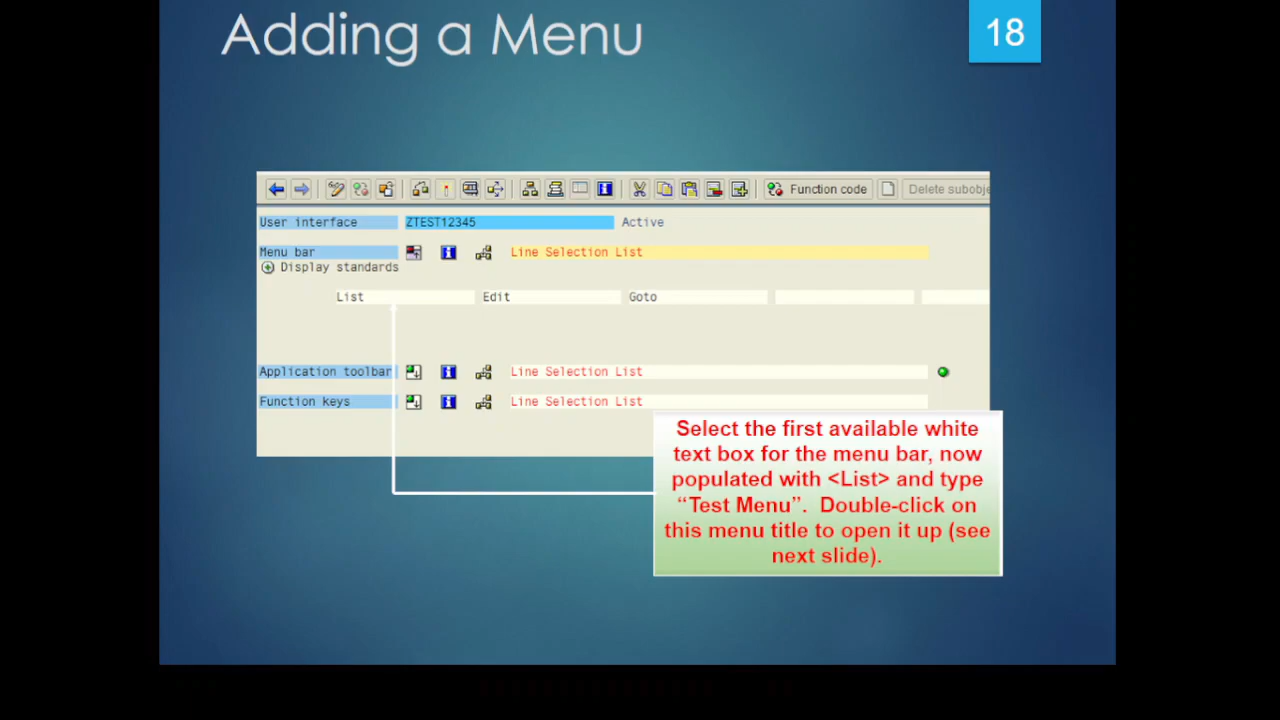 Adding a Menu
18
Function code
Delete subobje
User interface
ZTEST12345
Active
Menu bar
Line Selection List
Display standards
List
Edit
Goto
Application toolbar
Line Selection List
Function keys
Line Selection List
Select the first available white
text box for the menu bar, now
populated with <List> and type
“Test Menu”. Double-click on
this menu title to open it up (see
next slide).